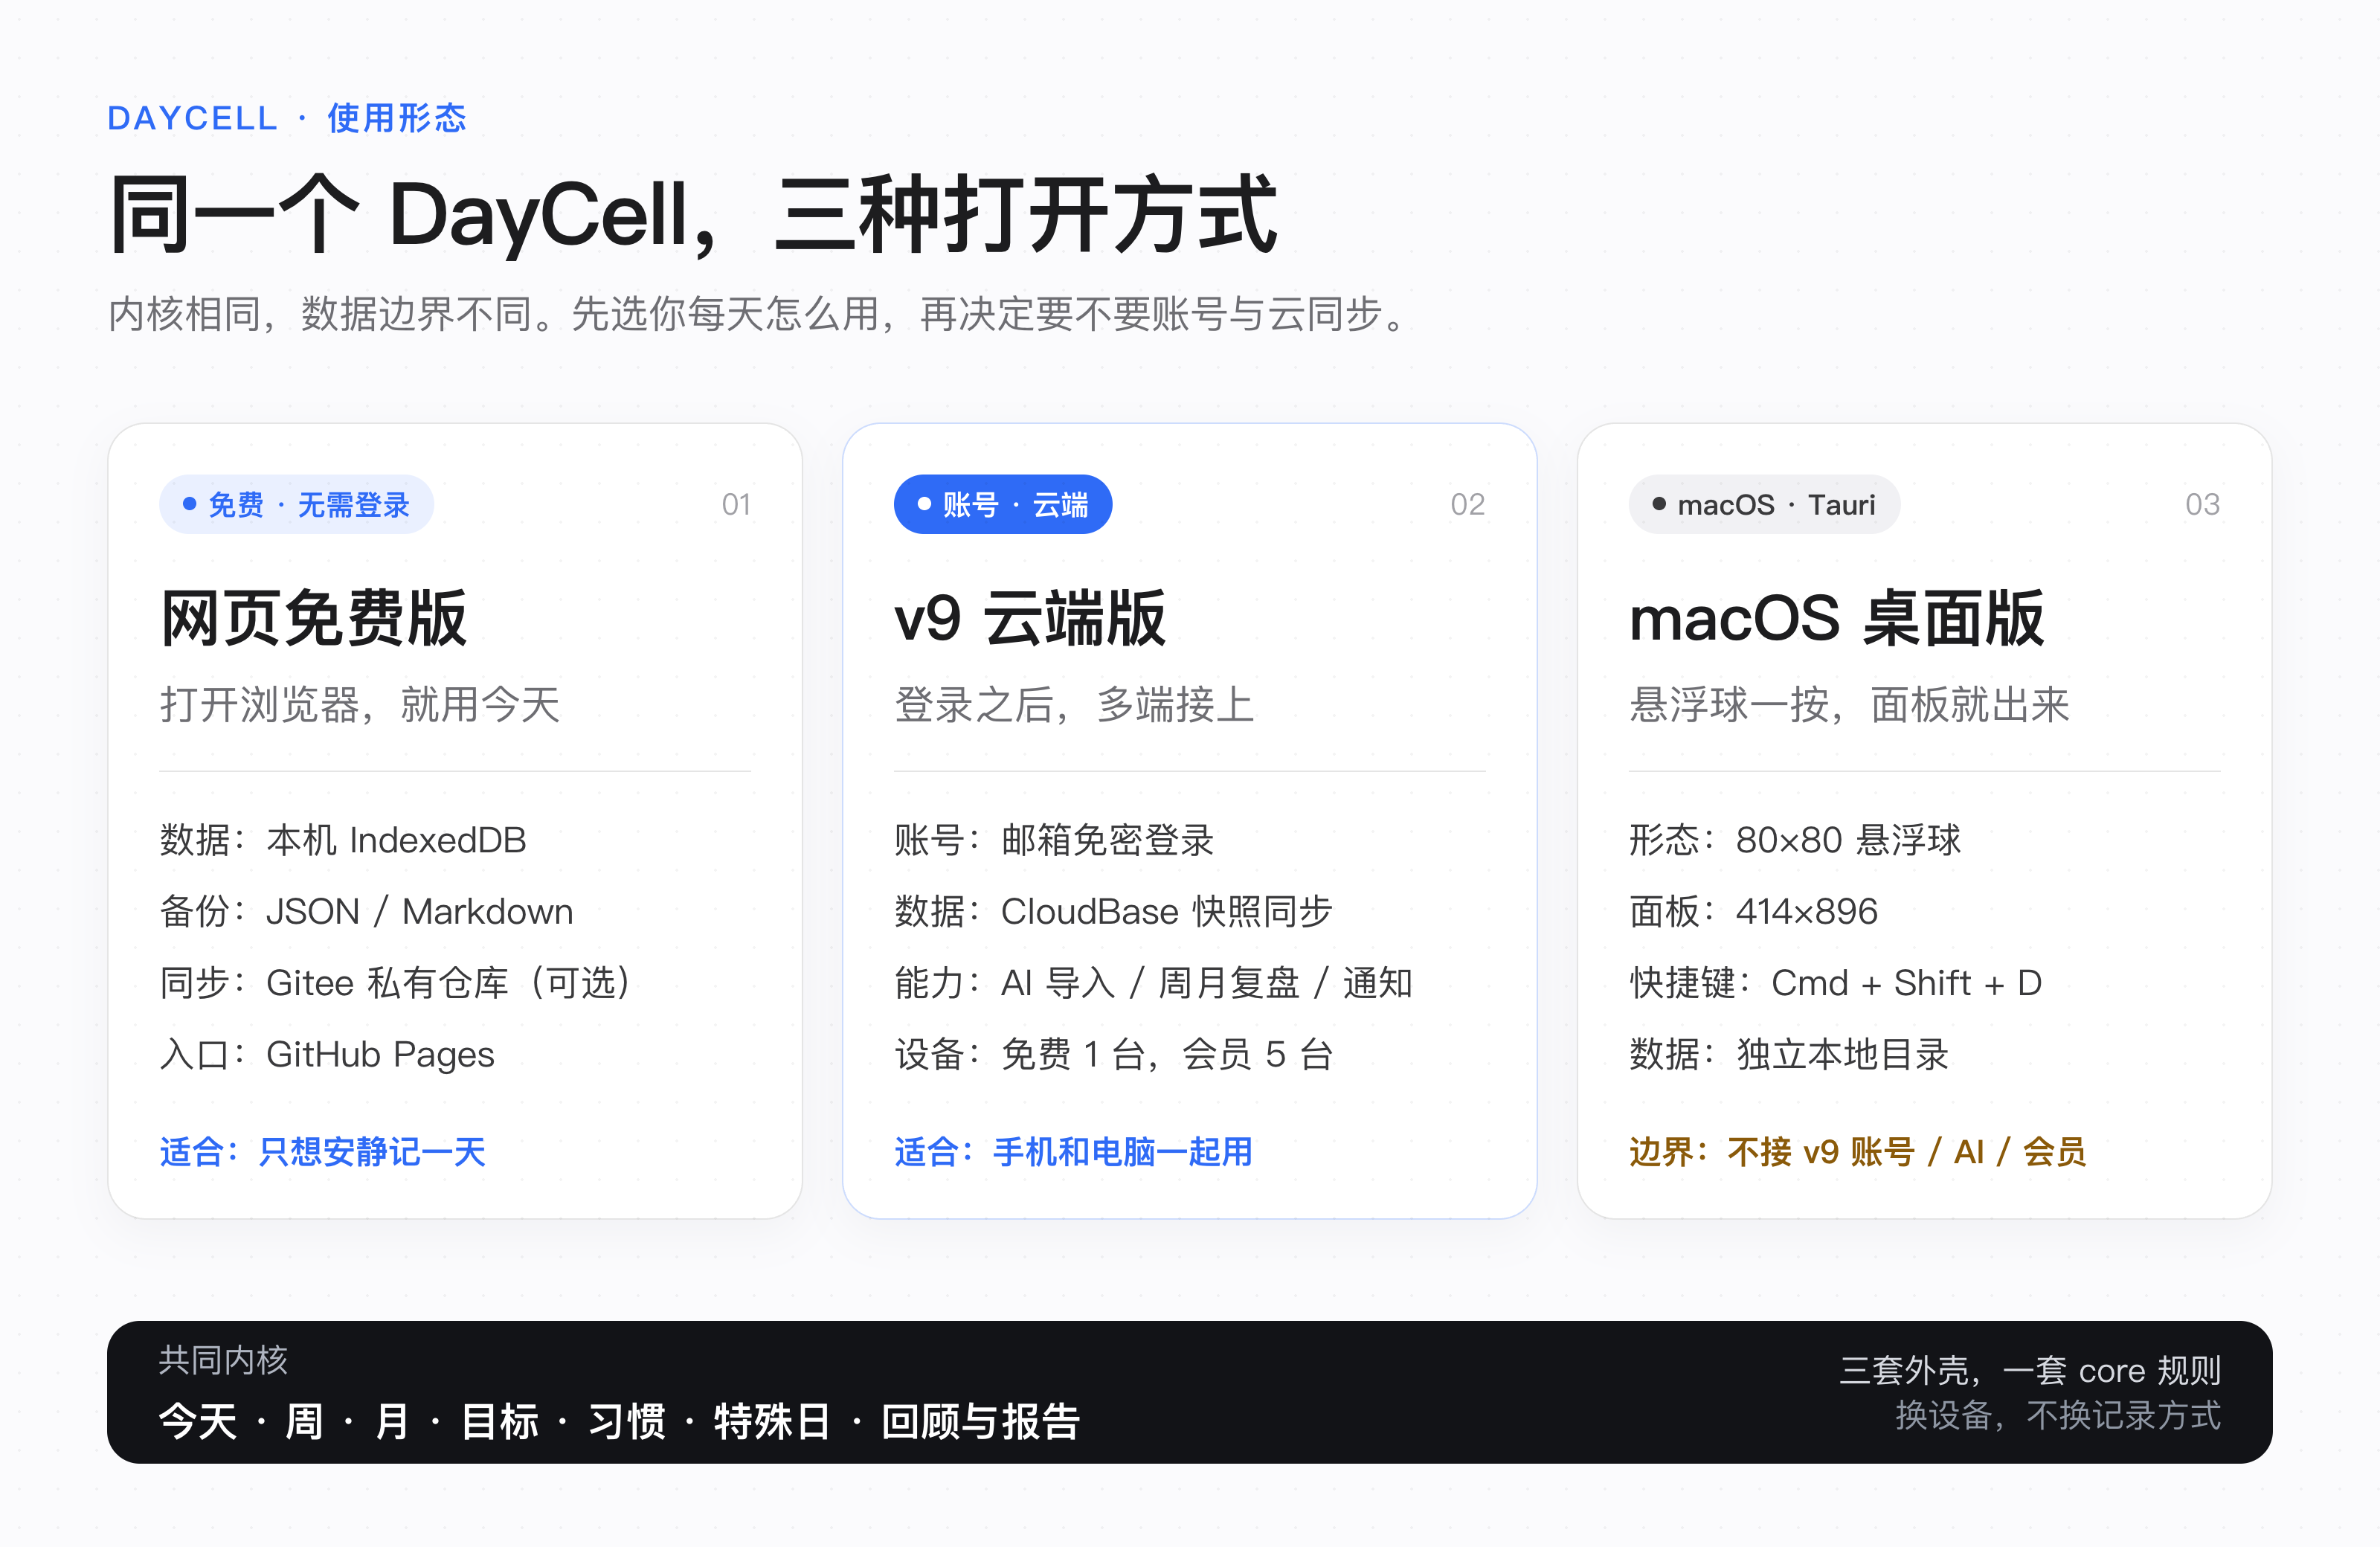 DAYCELL · 使用形态
同一个 DayCell，三种打开方式
内核相同，数据边界不同。先选你每天怎么用，再决定要不要账号与云同步。
免费 · 无需登录
01
网页免费版
打开浏览器，就用今天
数据：本机 IndexedDB
备份：JSON / Markdown
同步：Gitee 私有仓库（可选）
入口：GitHub Pages
适合：只想安静记一天
账号 · 云端
02
v9 云端版
登录之后，多端接上
账号：邮箱免密登录
数据：CloudBase 快照同步
能力：AI 导入 / 周月复盘 / 通知
设备：免费 1 台，会员 5 台
适合：手机和电脑一起用
macOS · Tauri
03
macOS 桌面版
悬浮球一按，面板就出来
形态：80×80 悬浮球
面板：414×896
快捷键：Cmd + Shift + D
数据：独立本地目录
边界：不接 v9 账号 / AI / 会员
共同内核
今天 · 周 · 月 · 目标 · 习惯 · 特殊日 · 回顾与报告
三套外壳，一套 core 规则
换设备，不换记录方式